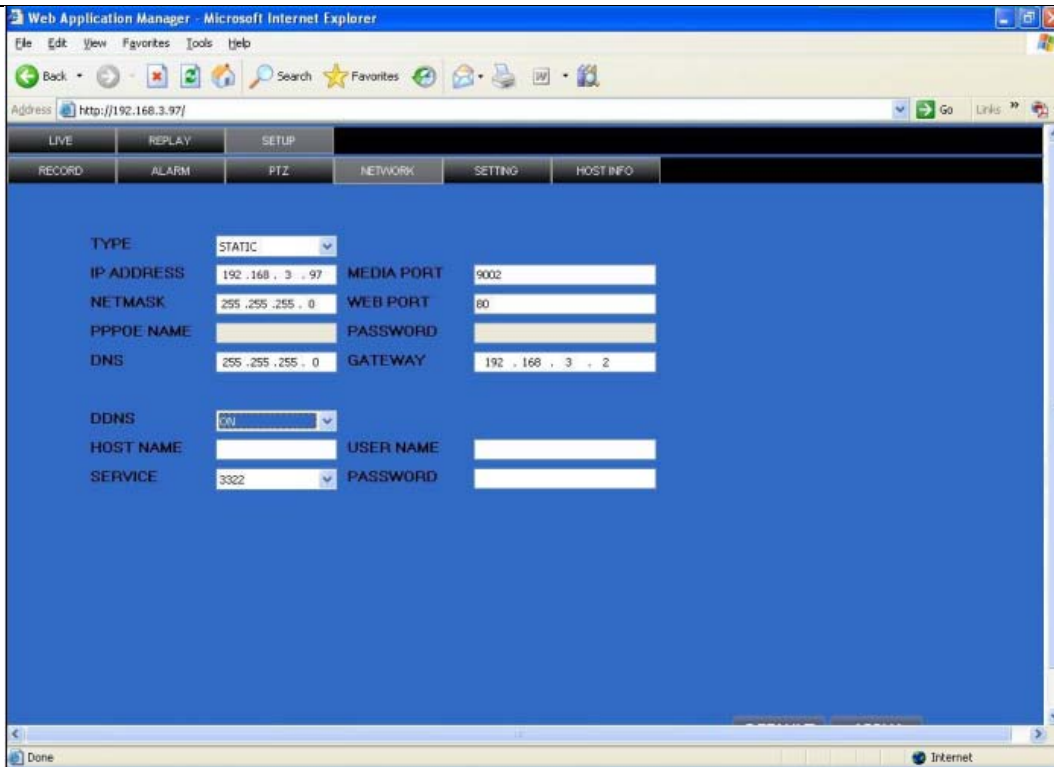 Web Application Manager - Microsoft Internet Explorer
File Edit View Favorites Tools Help
Back Search Favorites
Address http://192.168.3.97/ Go Links »
LIVE REPLAY SETUP
RECORD ALARM PTZ NETWORK SETTING HOST INFO
TYPE STATIC
IP ADDRESS 192 .168 . 3 . 97 MEDIA PORT 9002
NETMASK 255 .255 .255 . 0 WEB PORT 80
PPPOE NAME PASSWORD
DNS 255 .255 .255 . 0 GATEWAY 192 . 168 . 3 . 2
DDNS ON
HOST NAME USER NAME
SERVICE 3322 PASSWORD
Done Internet